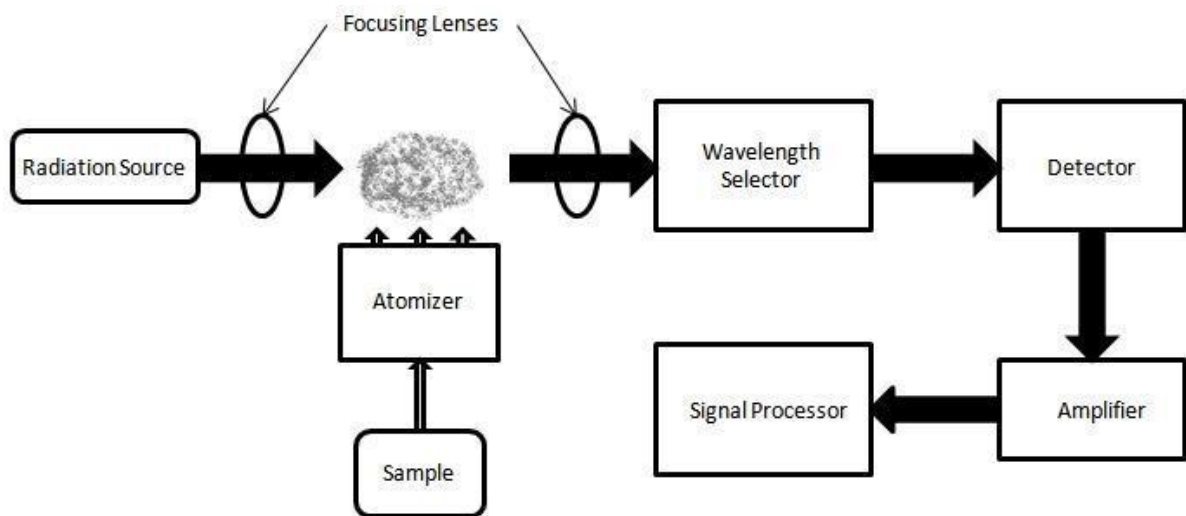 Focusing Lenses
Radiation Source
Wavelength
Selector
Detector
Atomizer
Signal Processor
Amplifier
Sample